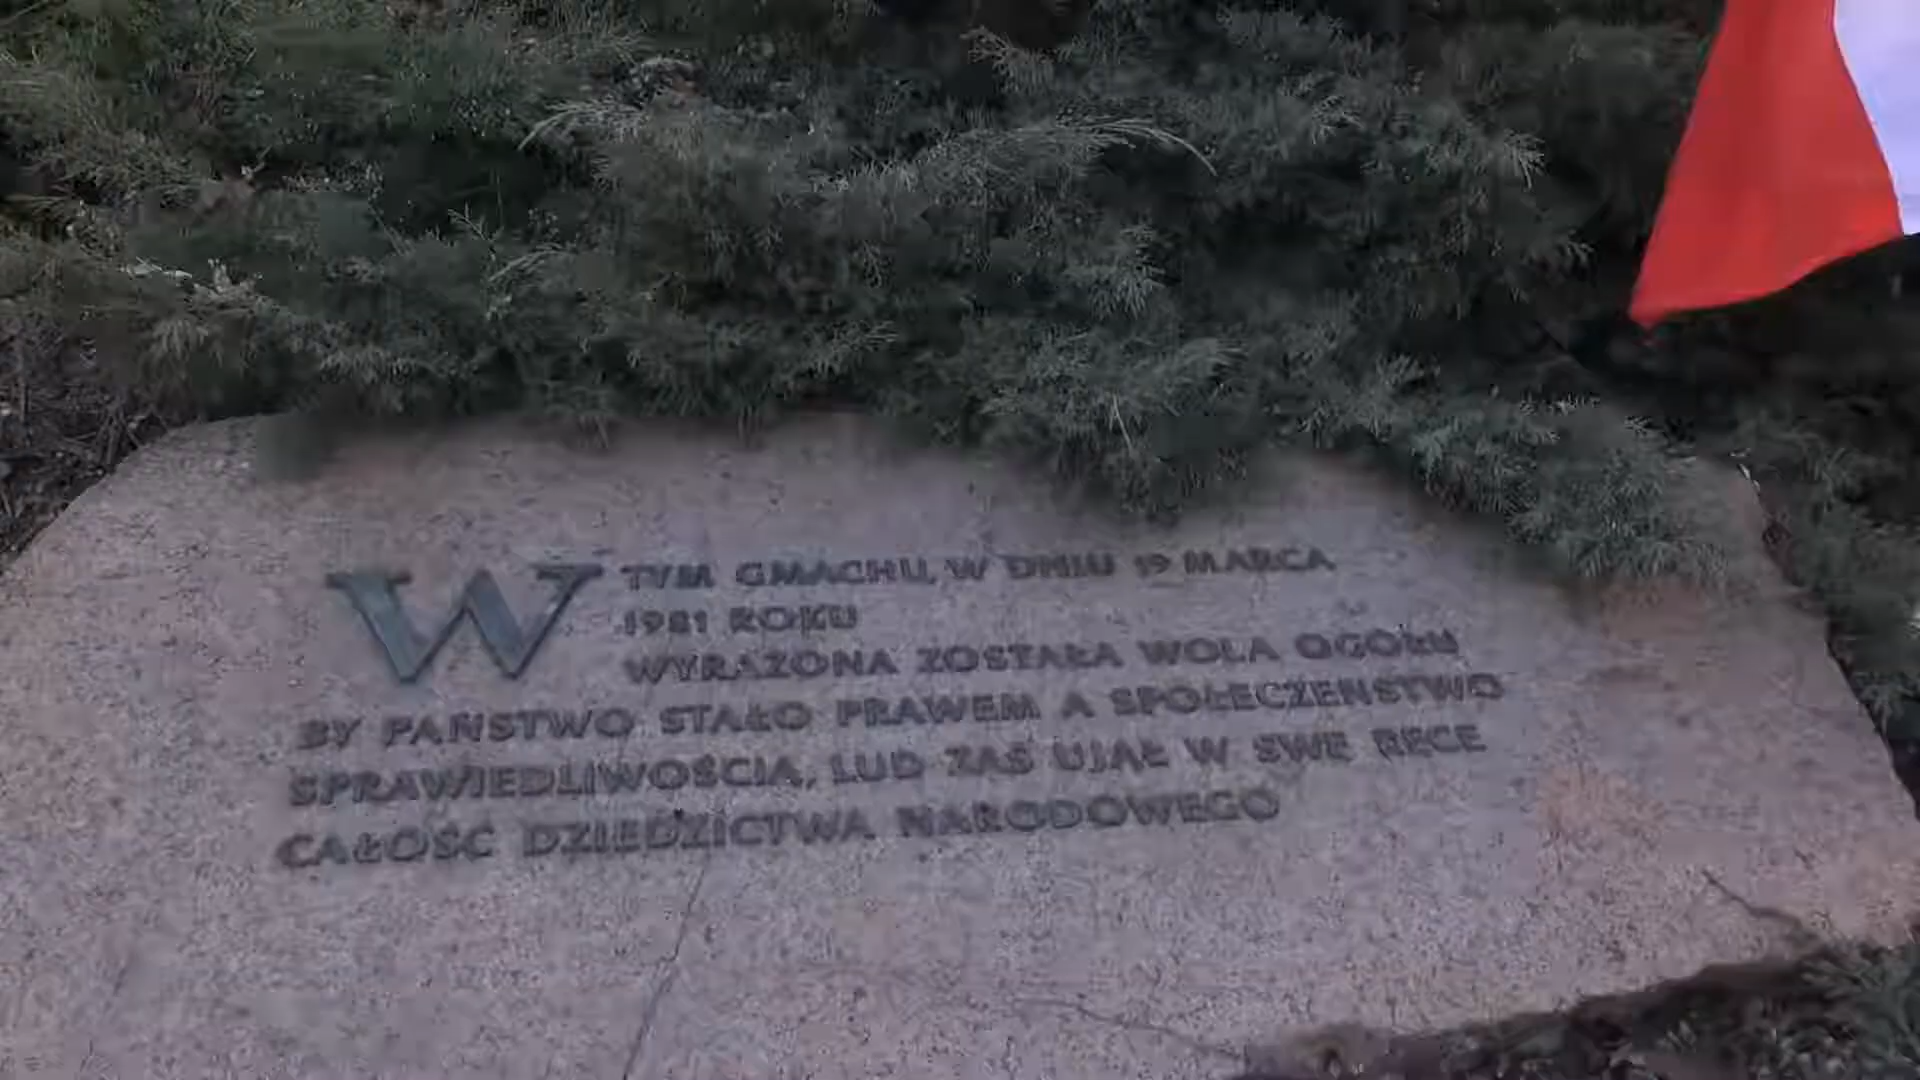 W TYM GMACHU, W DNIU 19 MARCA
1981 ROKU
WYRAŻONA ZOSTAŁA WOLA OGÓŁU
BY PAŃSTWO STAŁO PRAWEM A SPOŁECZEŃSTWO
SPRAWIEDLIWOŚCIĄ, LUD ZAŚ UJĄŁ W SWE RĘCE
CAŁOŚĆ DZIEDZICTWA NARODOWEGO